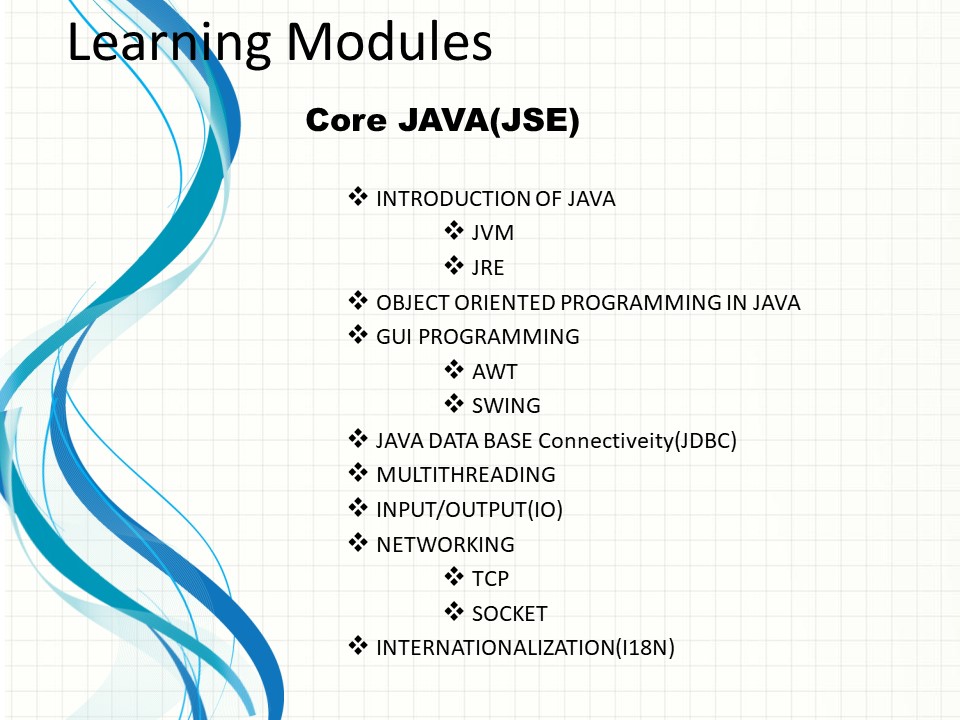 Learning Modules
Core JAVA(JSE)
❖ INTRODUCTION OF JAVA
❖ JVM
❖ JRE
❖ OBJECT ORIENTED PROGRAMMING IN JAVA
❖ GUI PROGRAMMING
❖ AWT
❖ SWING
❖ JAVA DATA BASE Connectiveity(JDBC)
❖ MULTITHREADING
❖ INPUT/OUTPUT(IO)
❖ NETWORKING
❖ TCP
❖ SOCKET
❖ INTERNATIONALIZATION(I18N)